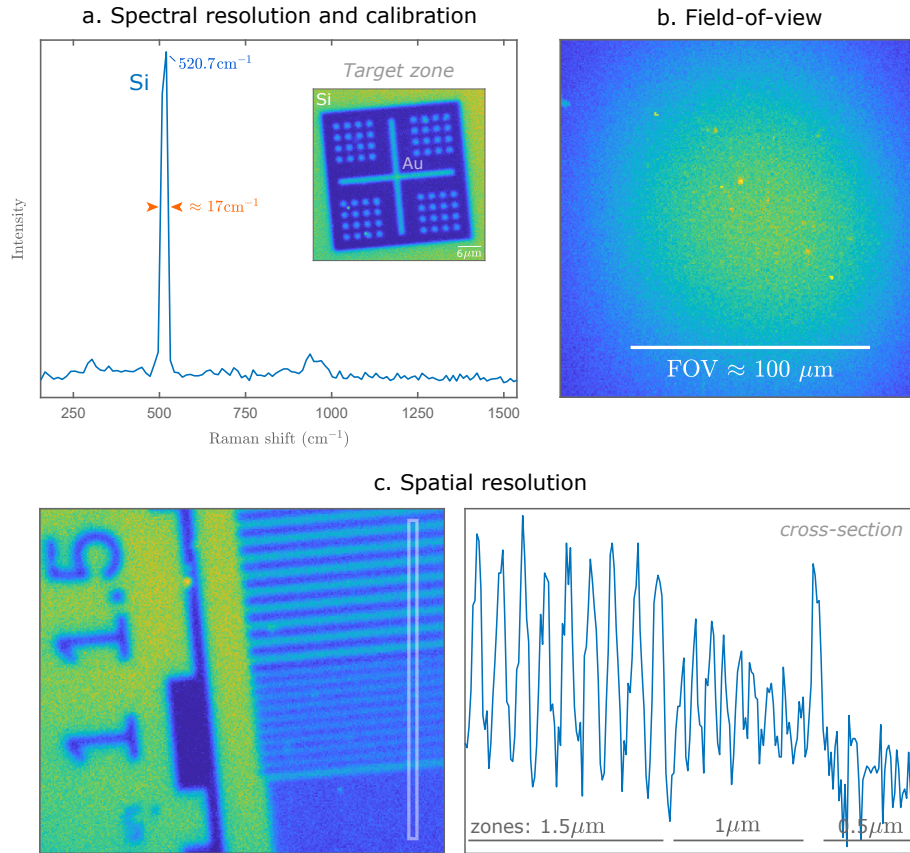 a. Spectral resolution and calibration
b. Field-of-view
Si
520.7cm⁻¹
Target zone
Si
Au
6μm
≈ 17cm⁻¹
Intensity
250 500 750 1000 1250 1500
Raman shift (cm⁻¹)
FOV ≈ 100 μm
c. Spatial resolution
1.5
1
cross-section
zones: 1.5μm 1μm 0.5μm